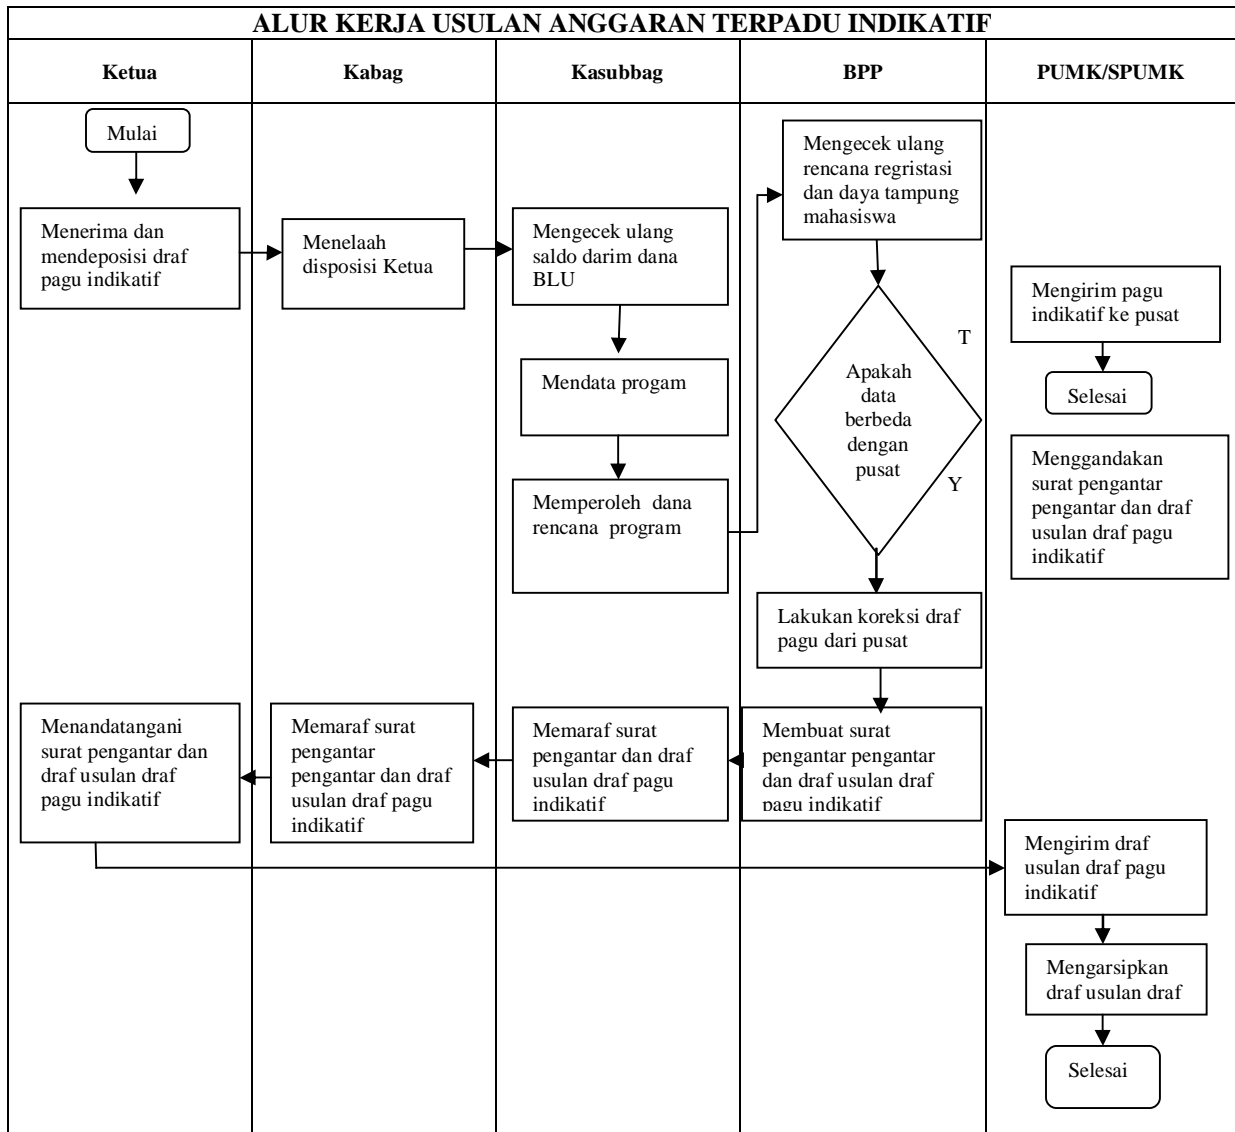 ALUR KERJA USULAN ANGGARAN TERPADU INDIKATIF
Ketua
Kabag
Kasubbag
BPP
PUMK/SPUMK
Mulai
Menerima dan
mendeposisi draf
pagu indikatif
Menelaah
disposisi Ketua
Mengecek ulang
saldo darim dana
BLU
Mendata progam
Memperoleh dana
rencana program
Mengecek ulang
rencana regristasi
dan daya tampung
mahasiswa
Apakah
data
berbeda
dengan
pusat
T
Y
Mengirim pagu
indikatif ke pusat
Selesai
Menggandakan
surat pengantar
pengantar dan draf
usulan draf pagu
indikatif
Lakukan koreksi draf
pagu dari pusat
Membuat surat
pengantar pengantar
dan draf usulan draf
pagu indikatif
Memaraf surat
pengantar dan draf
usulan draf pagu
indikatif
Memaraf surat
pengantar
pengantar dan draf
usulan draf pagu
indikatif
Menandatangani
surat pengantar dan
draf usulan draf
pagu indikatif
Mengirim draf
usulan draf pagu
indikatif
Mengarsipkan
draf usulan draf
Selesai